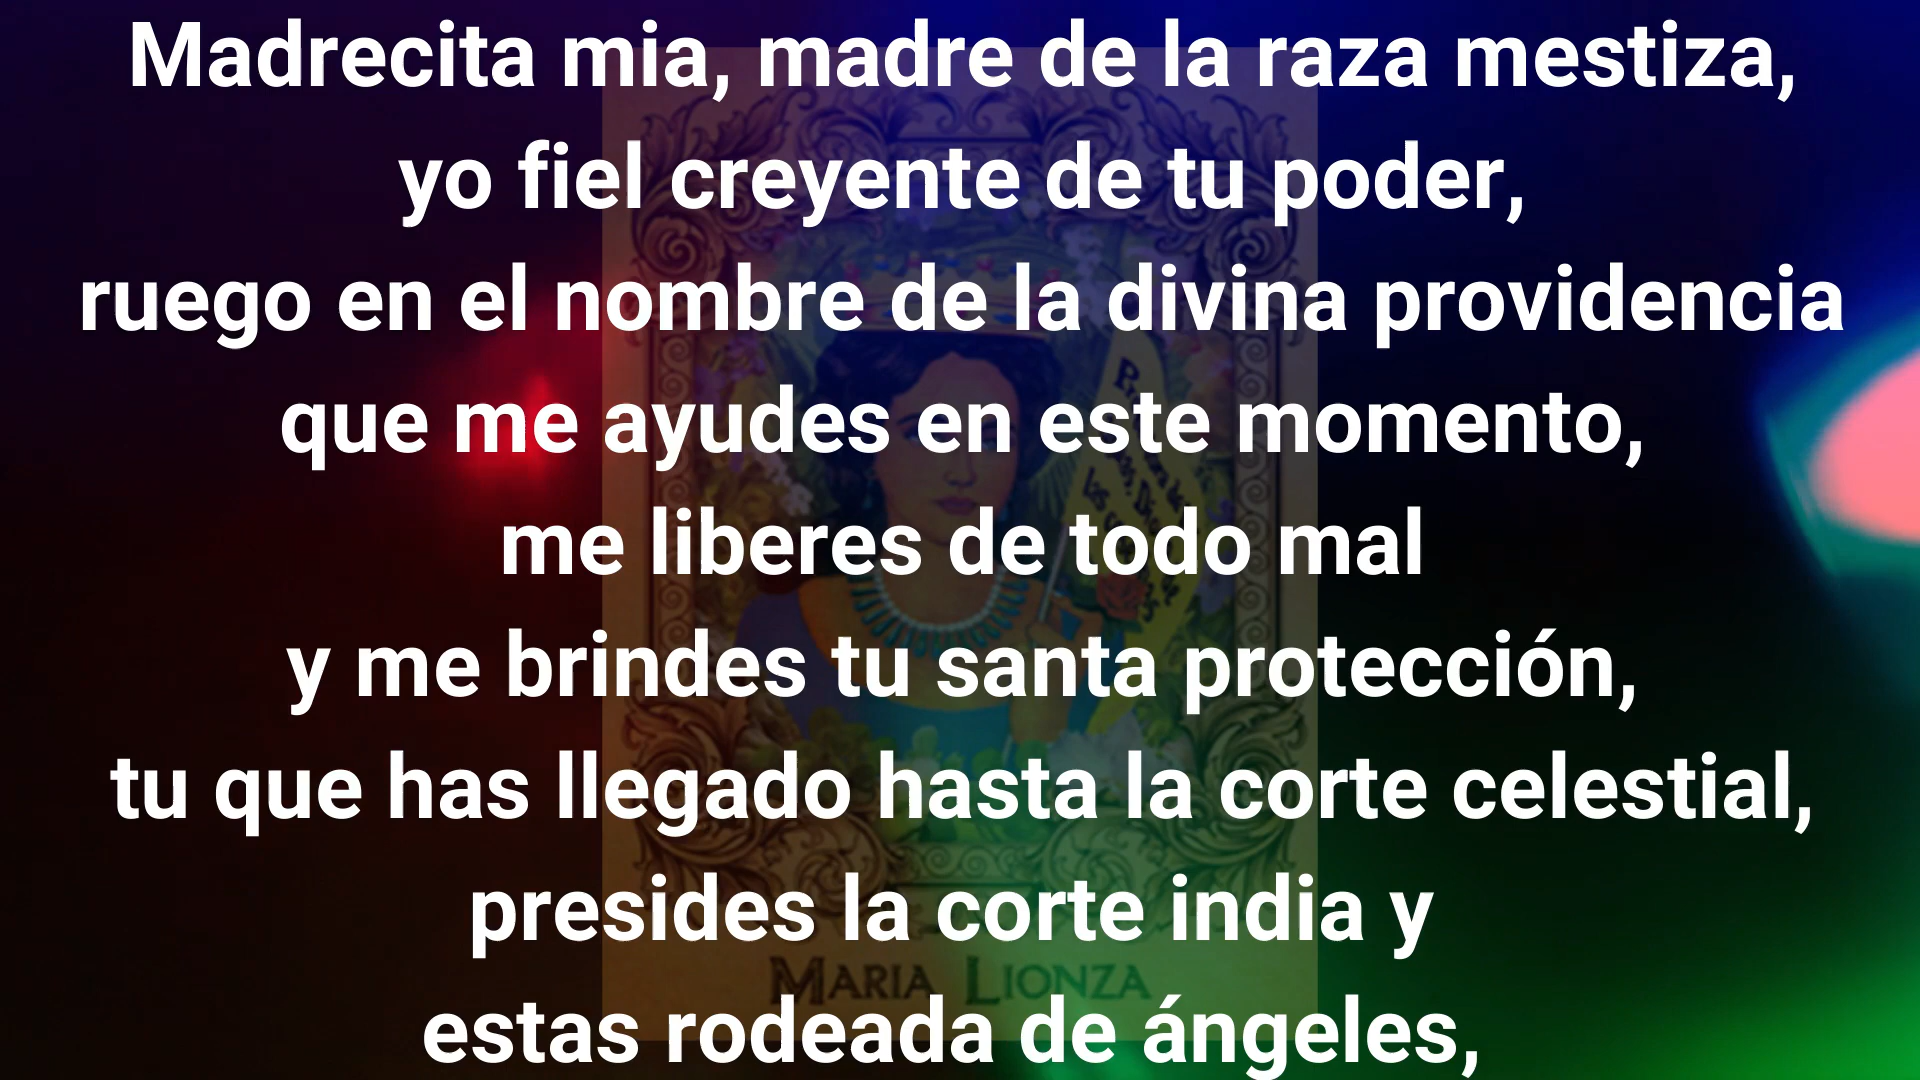 Madrecita mia, madre de la raza mestiza,
yo fiel creyente de tu poder,
ruego en el nombre de la divina providencia
que me ayudes en este momento,
me liberes de todo mal
y me brindes tu santa protección,
tu que has llegado hasta la corte celestial,
presides la corte india y
MARIA LIONZA
estas rodeada de ángeles,